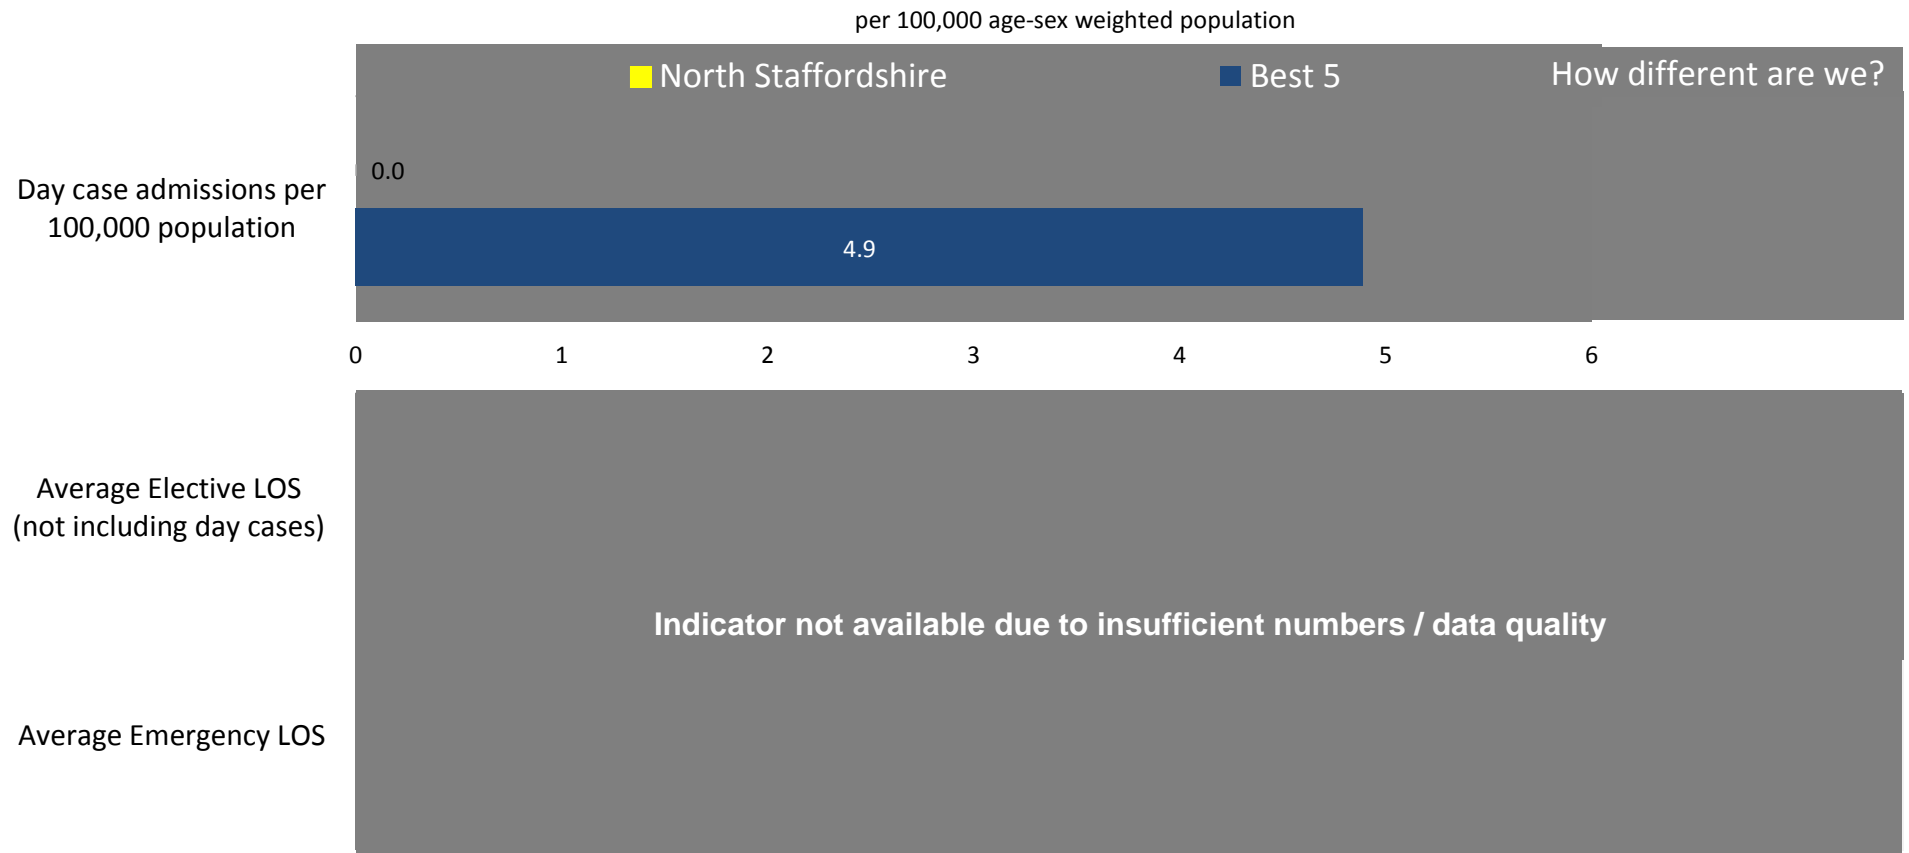 per 100,000 age-sex weighted population
North Staffordshire
Best 5
How different are we?
Day case admissions per
100,000 population
0.0
4.9
0 1 2 3 4 5 6
Average Elective LOS
(not including day cases)
Indicator not available due to insufficient numbers / data quality
Average Emergency LOS